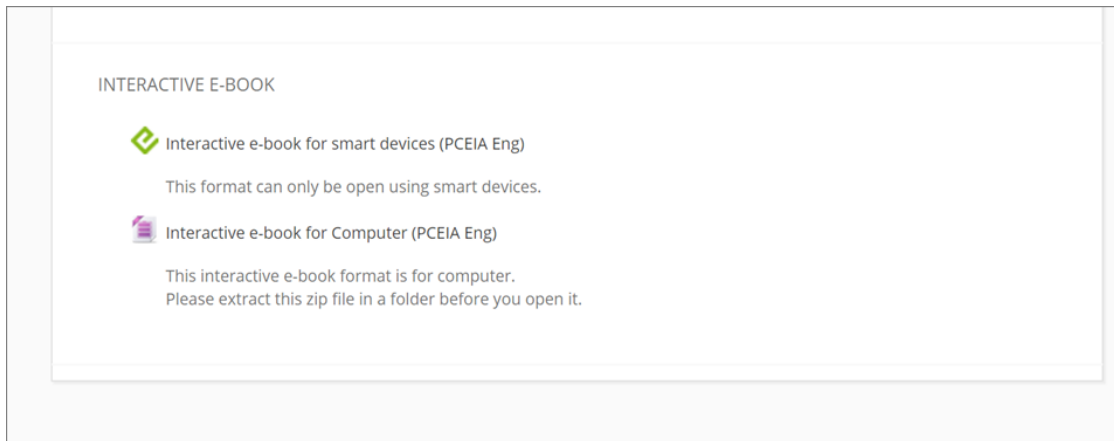 INTERACTIVE E-BOOK
Interactive e-book for smart devices (PCEIA Eng)
This format can only be open using smart devices.
Interactive e-book for Computer (PCEIA Eng)
This interactive e-book format is for computer.
Please extract this zip file in a folder before you open it.